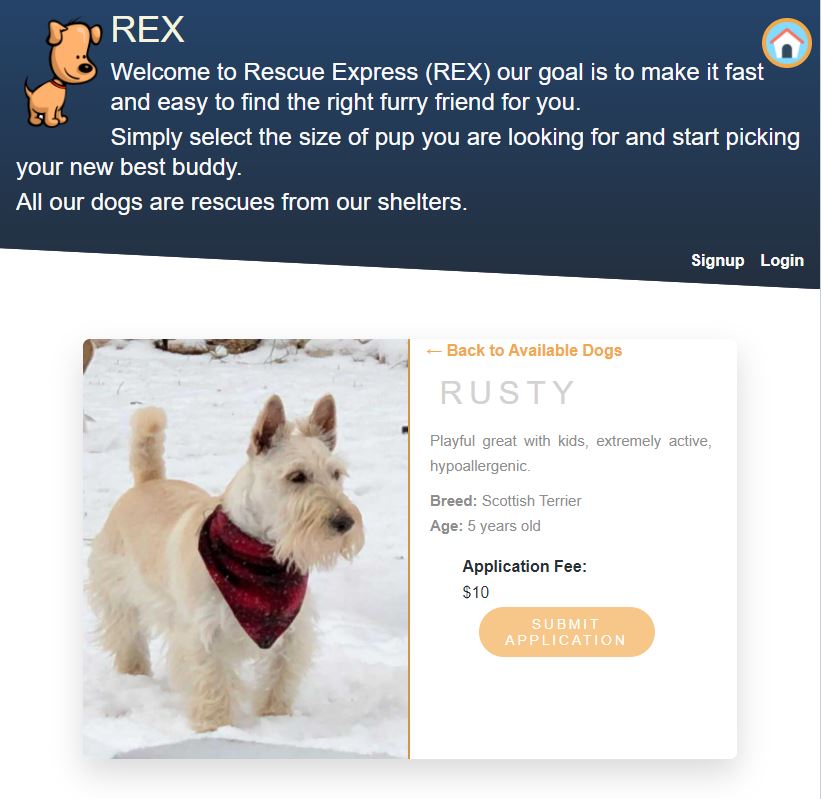 REX
Welcome to Rescue Express (REX) our goal is to make it fast
and easy to find the right furry friend for you.
Simply select the size of pup you are looking for and start picking
your new best buddy.
All our dogs are rescues from our shelters.
Signup Login
← Back to Available Dogs
RUSTY
Playful great with kids, extremely active,
hypoallergenic.
Breed: Scottish Terrier
Age: 5 years old
Application Fee:
$10
SUBMIT
APPLICATION